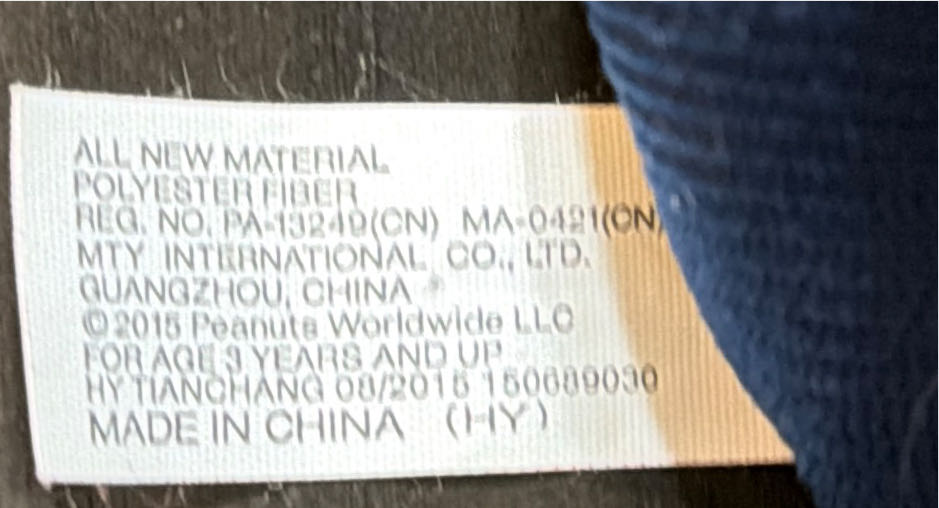 ALL NEW MATERIAL
POLYESTER FIBER
REG. NO. PA-13249(CN) MA-0421(CN)
MTY INTERNATIONAL CO., LTD.
GUANGZHOU, CHINA
©2015 Peanuts Worldwide LLC
FOR AGE 3 YEARS AND UP
HY TIANCHANG 08/2015 150689030
MADE IN CHINA (HY)